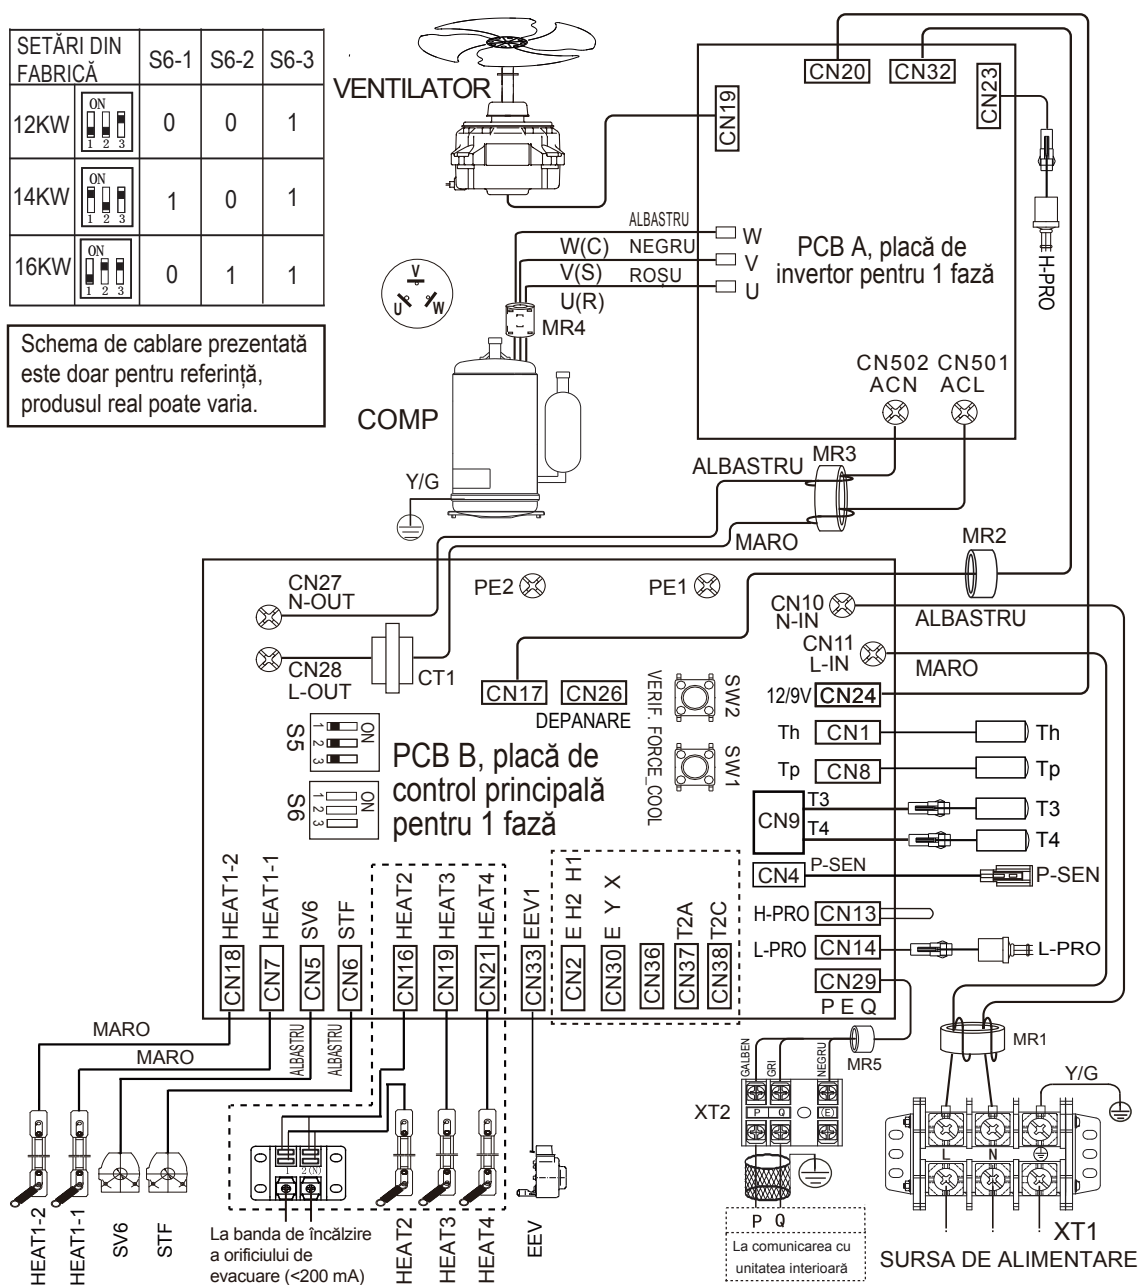 SETĂRI DIN
FABRICĂ
S6-1
S6-2
S6-3
12KW
ON
1 2 3
0
0
1
14KW
ON
1 2 3
1
0
1
16KW
ON
1 2 3
0
1
1
Schema de cablare prezentată
este doar pentru referință,
produsul real poate varia.
VENTILATOR
CN20
CN32
CN23
CN19
H-PRO
ALBASTRU
W(C)
NEGRU
V(S)
ROȘU
U(R)
W
V
U
PCB A, placă de
invertor pentru 1 fază
V
U
W
MR4
COMP
Y/G
CN502
ACN
CN501
ACL
ALBASTRU
MR3
MARO
MR2
CN27
N-OUT
PE2
PE1
CN10
N-IN
ALBASTRU
CN11
L-IN
MARO
CN28
L-OUT
CT1
CN17
CN26
DEPANARE
VERIF.
FORCE_COOL
SW2
SW1
12/9V
CN24
S5
1 2 3
ON
S6
1 2 3
ON
PCB B, placă de
control principală
pentru 1 fază
Th
CN1
Th
Tp
CN8
Tp
CN9
T3
T3
T4
T4
CN4
P-SEN
P-SEN
H-PRO
CN13
L-PRO
CN14
L-PRO
CN29
P E Q
HEAT1-2
HEAT1-1
SV6
STF
HEAT2
HEAT3
HEAT4
EEV1
E H2 H1
E Y X
T2A
T2C
CN18
CN7
CN5
CN6
CN16
CN19
CN21
CN33
CN2
CN30
CN36
CN37
CN38
MARO
MARO
ALBASTRU
ALBASTRU
MR5
MR1
GALBEN
GRI
NEGRU
XT2
P
Q
(E)
Y/G
L
N
1
2(N)
P Q
La comunicarea cu
unitatea interioară
XT1
SURSA DE ALIMENTARE
HEAT1-2
HEAT1-1
SV6
STF
La banda de încălzire
a orificiului de
evacuare (<200 mA)
HEAT2
HEAT3
HEAT4
EEV